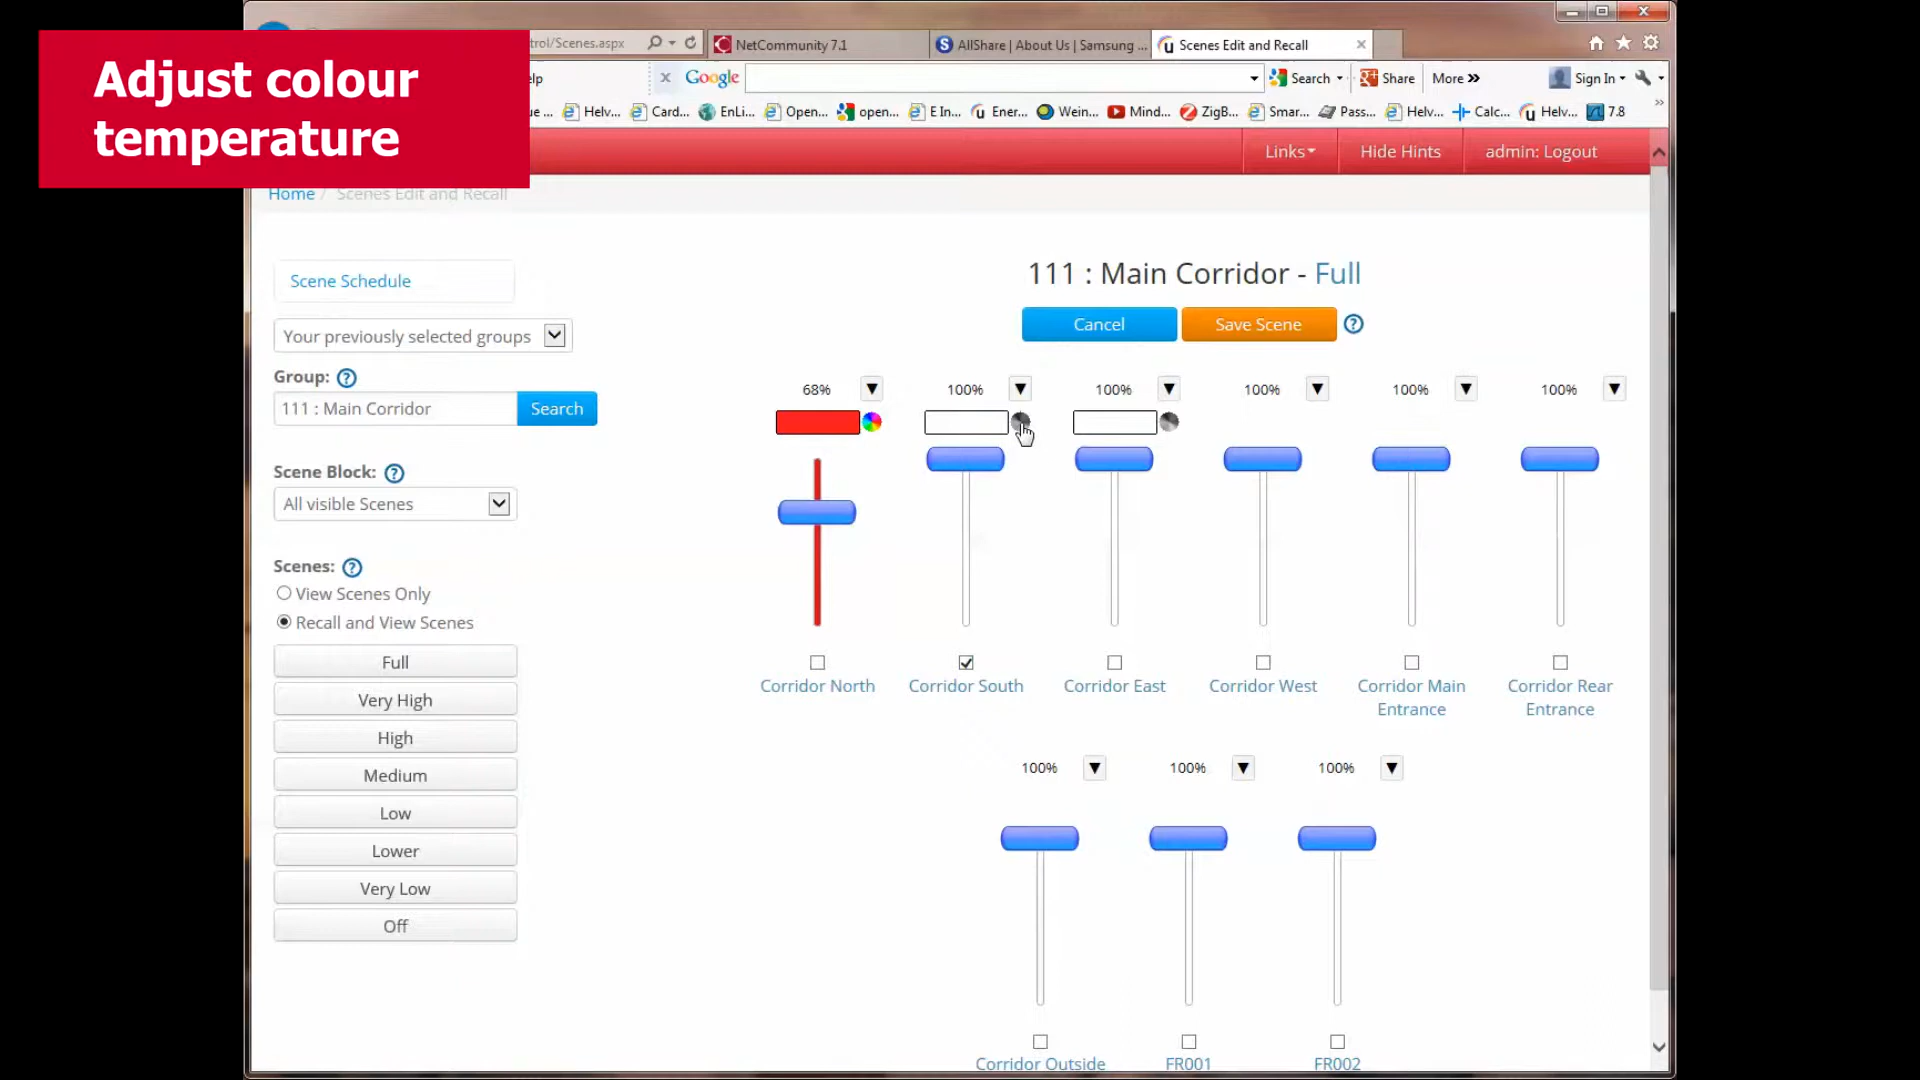 Adjust colour
temperature
trol/Scenes.aspx
NetCommunity 7.1
AllShare | About Us | Samsung ...
Scenes Edit and Recall
elp
x Google
Search
Share
More »
Sign In
ue ...
Helv...
Card...
EnLi...
Open...
open...
E In...
Ener...
Wein...
Mind...
ZigB...
Smar...
Pass...
Helv...
Calc...
Helv...
7.8
Links
Hide Hints
admin: Logout
Home / Scenes Edit and Recall
Scene Schedule
Your previously selected groups
Group: ?
111 : Main Corridor
Search
Scene Block: ?
All visible Scenes
Scenes: ?
View Scenes Only
Recall and View Scenes
Full
Very High
High
Medium
Low
Lower
Very Low
Off
111 : Main Corridor - Full
Cancel
Save Scene
?
68%
100%
100%
100%
100%
100%
Corridor North
Corridor South
Corridor East
Corridor West
Corridor Main
Entrance
Corridor Rear
Entrance
100%
100%
100%
Corridor Outside
FR001
FR002